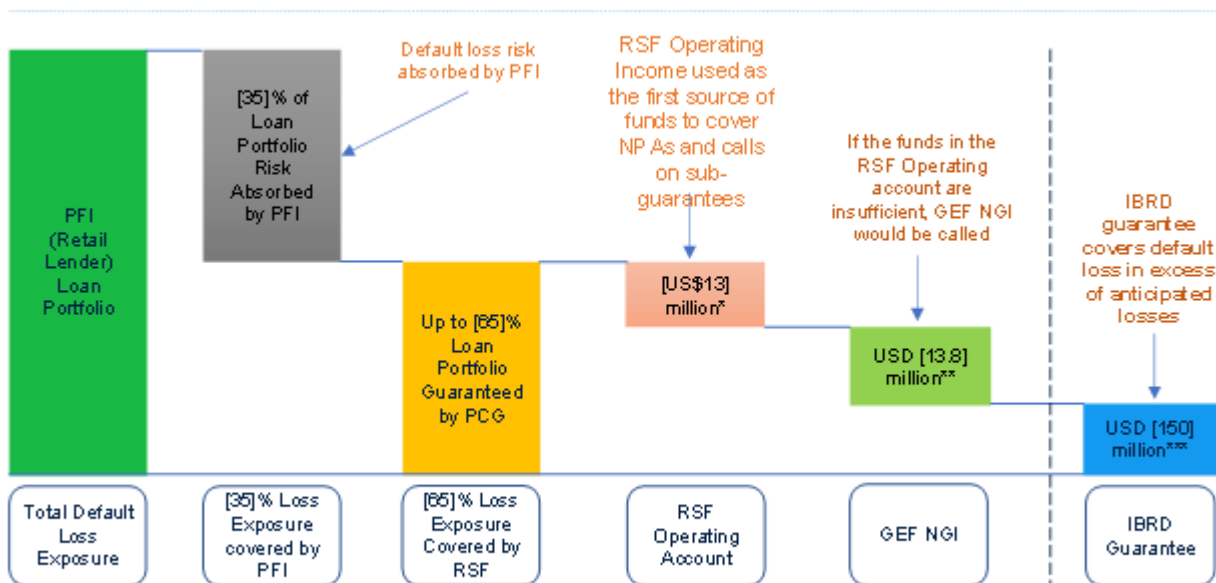 PFI
(Retail
Lender)
Loan
Portfolio
[35]% of
Loan
Portfolio
Risk
Absorbed
by PFI
Default loss risk
absorbed by PFI
Up to [65]%
Loan
Portfolio
Guaranteed
by PCG
RSF Operating
Income used as
the first source of
funds to cover
NPAs and calls
on sub-
guarantees
[US$13]
million*
If the funds in the
RSF Operating
account are
insufficient, GEF NGI
would be called
USD [13.8]
million**
IBRD
guarantee
covers default
loss in excess
of anticipated
losses
USD [150]
million***
Total Default
Loss
Exposure
[35]% Loss
Exposure
covered by
PFI
[65]% Loss
Exposure
Covered by
RSF
RSF
Operating
Account
GEF NGI
IBRD
Guarantee